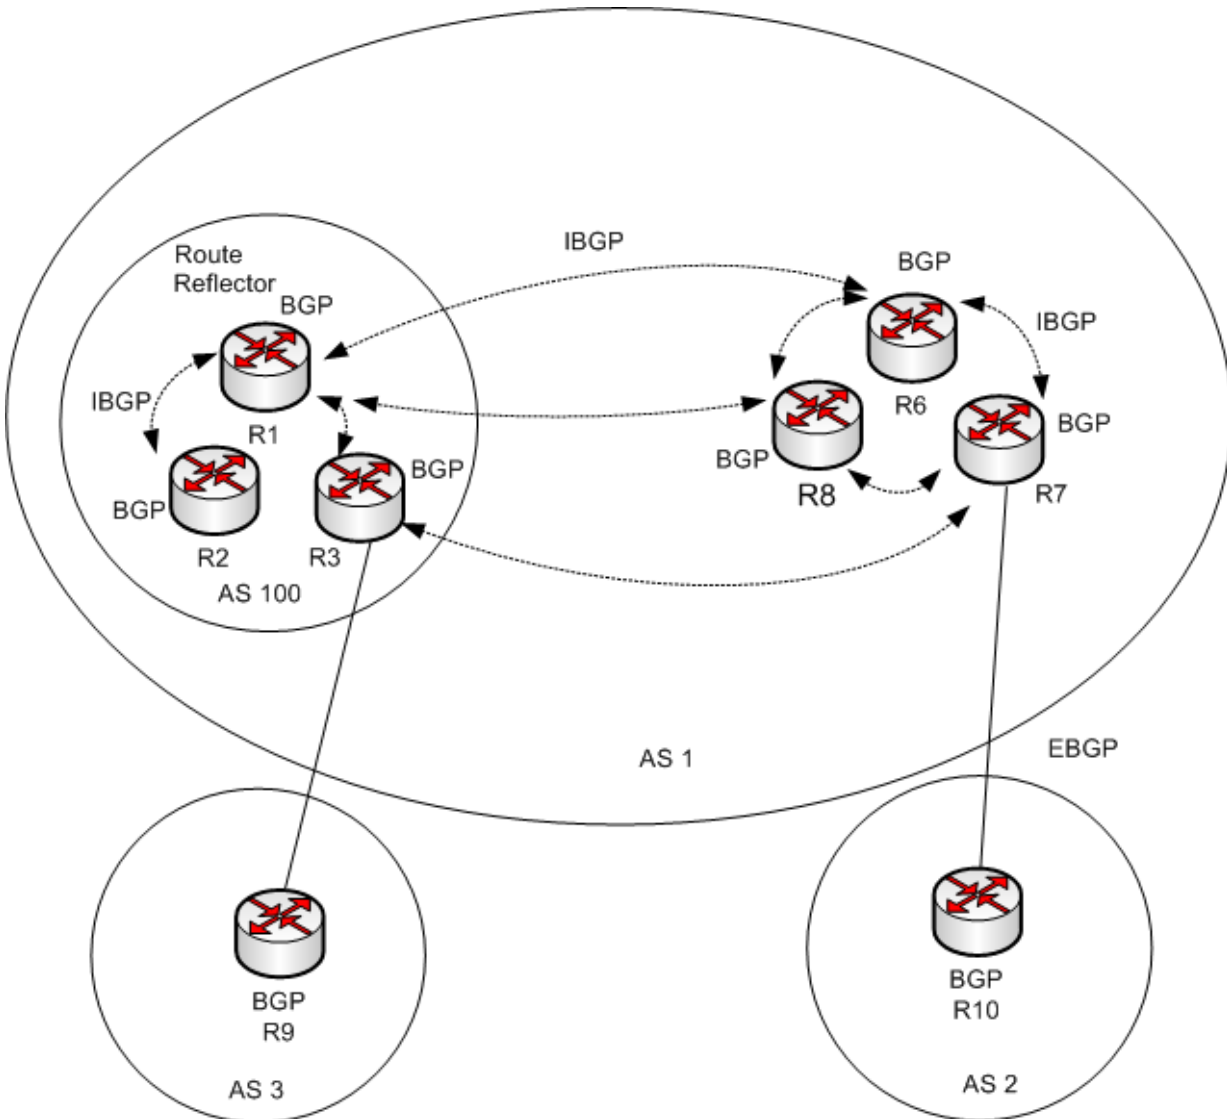 IBGP
Route
Reflector
BGP
BGP
IBGP
IBGP
R1
R6
BGP
BGP
BGP
BGP
R8
R7
R2
R3
AS 100
AS 1
EBGP
BGP
R9
BGP
R10
AS 3
AS 2